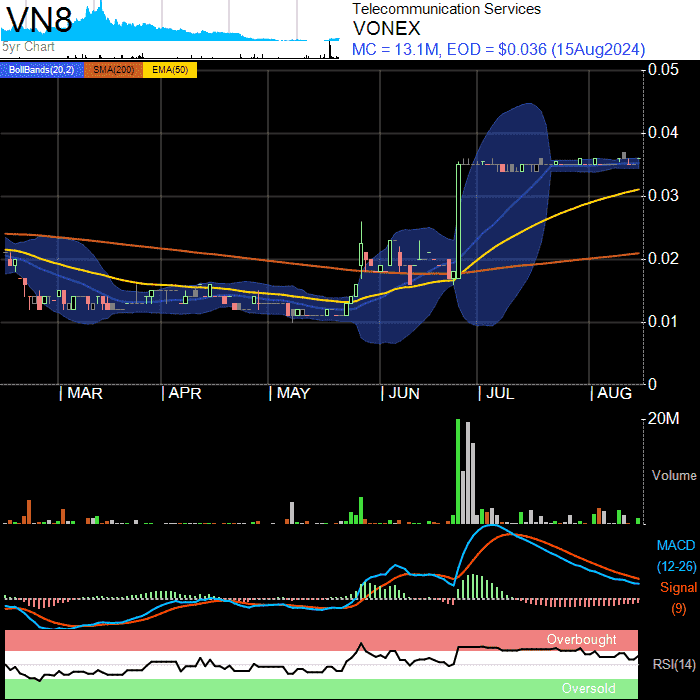 VN8
Telecommunication Services
VONEX
5yr Chart
MC = 13.1M, EOD = $0.036 (15Aug2024)
BollBands(20,2) SMA(200) EMA(50)
0.05
0.04
0.03
0.02
0.01
0
MAR APR MAY JUN JUL AUG
20M
Volume
MACD
(12-26)
Signal
(9)
Overbought
RSI(14)
Oversold